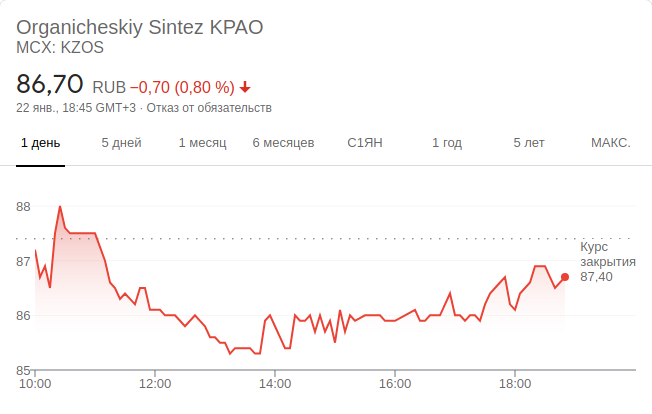 Organicheskiy Sintez KPAO
MCX: KZOS
86,70 RUB −0,70 (0,80 %)
22 янв., 18:45 GMT+3 · Отказ от обязательств
1 день 5 дней 1 месяц 6 месяцев С1ЯН 1 год 5 лет МАКС.
88
87
86
85
Курс
закрытия
87,40
10:00 12:00 14:00 16:00 18:00